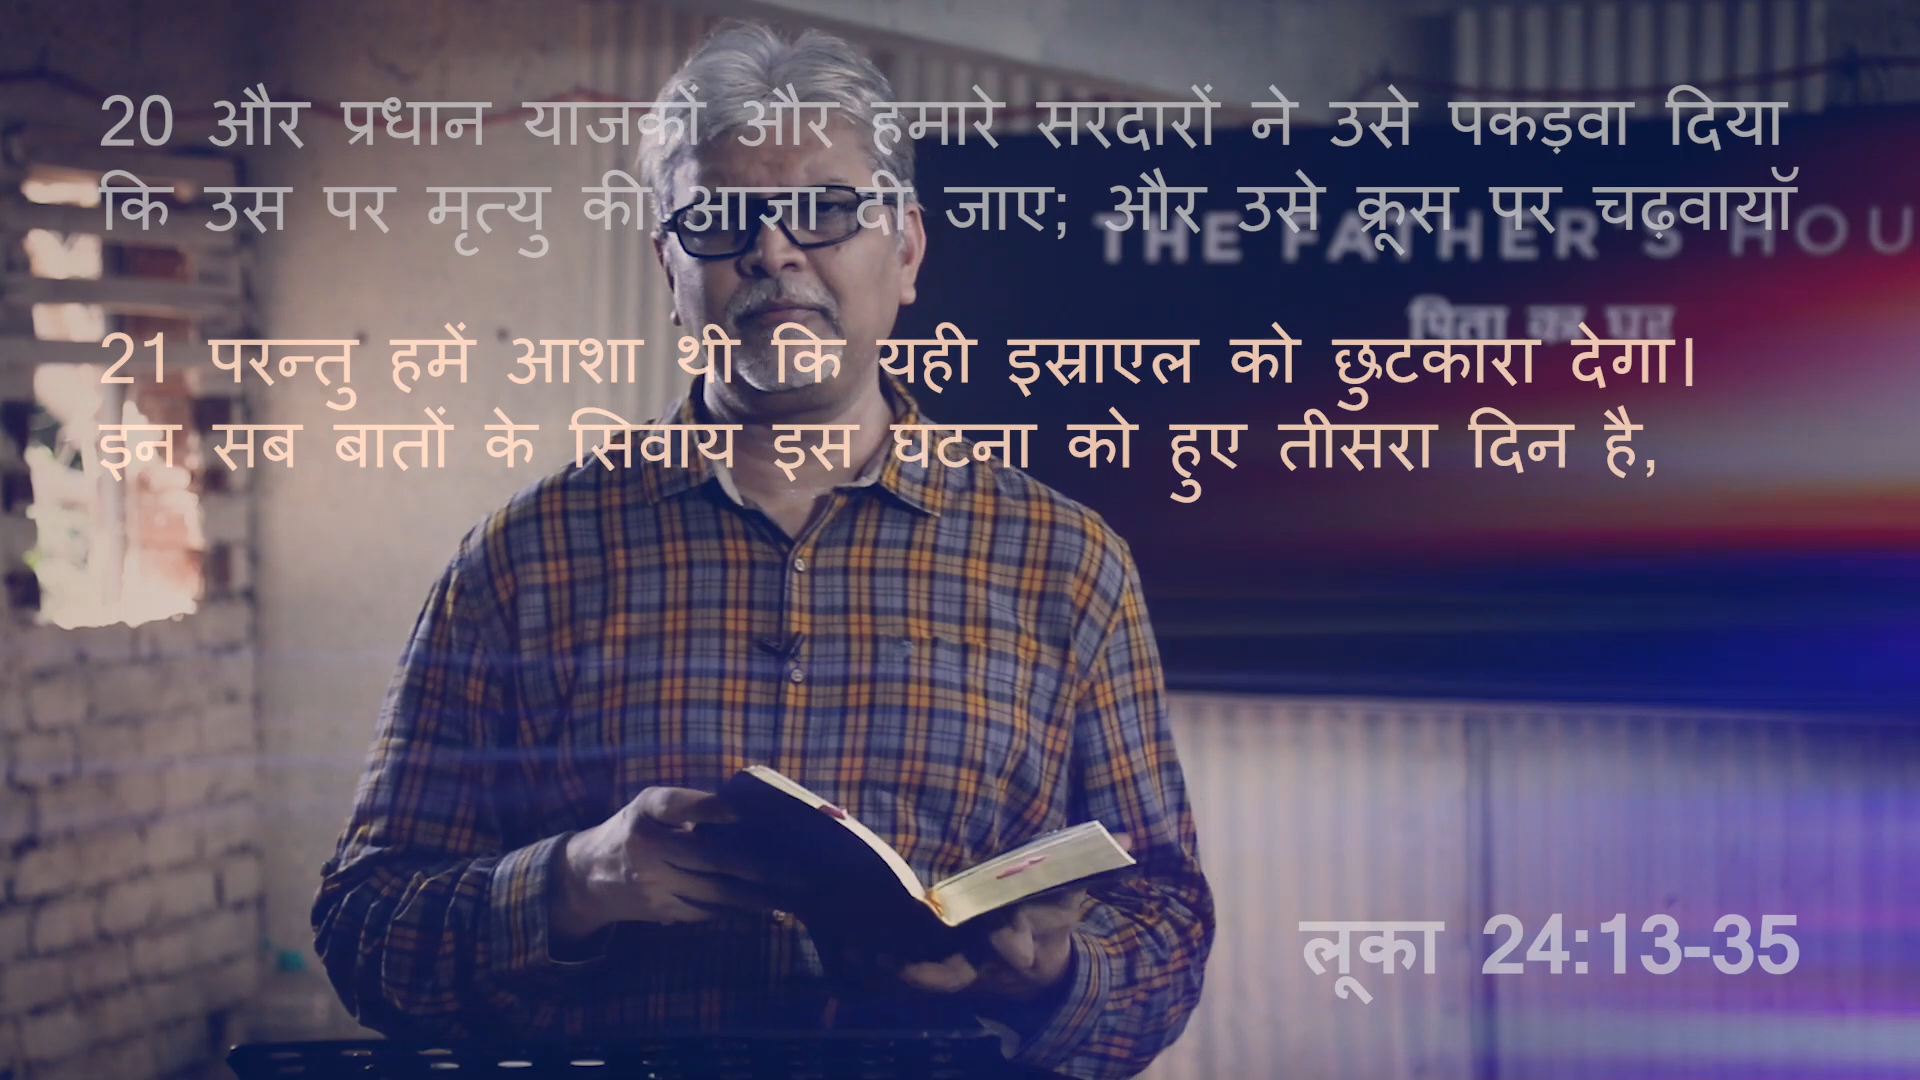 20 और प्रधान याजकों और हमारे सरदारों ने उसे पकड़वा दिया
कि उस पर मृत्यु की आज्ञा दी जाए; और उसे क्रूस पर चढ़वायॉ
THE FATHER'S HOU
पिता का घर
21 परन्तु हमें आशा थी कि यही इस्राएल को छुटकारा देगा।
इन सब बातों के सिवाय इस घटना को हुए तीसरा दिन है,
लूका 24:13-35